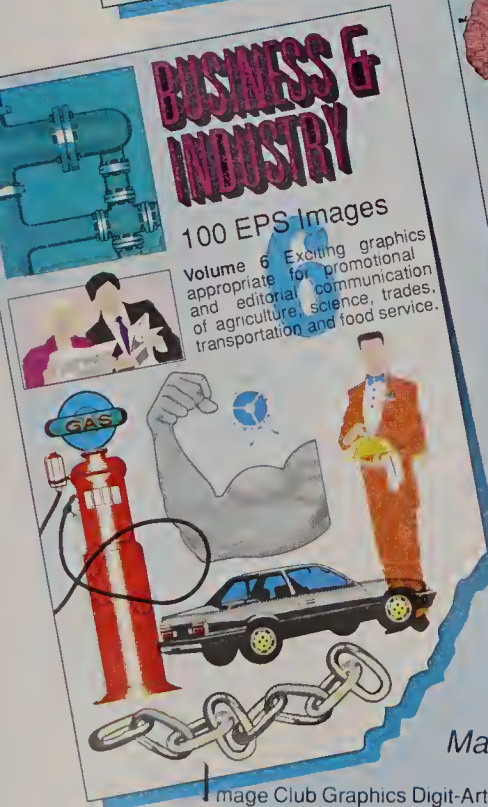 BUSINESS &
INDUSTRY
100 EPS Images
6
Volume 6 Exciting graphics
appropriate for promotional
and editorial communication
of agriculture, science, trades,
transportation and food service.
GAS
Ma
Image Club Graphics Digit-Art